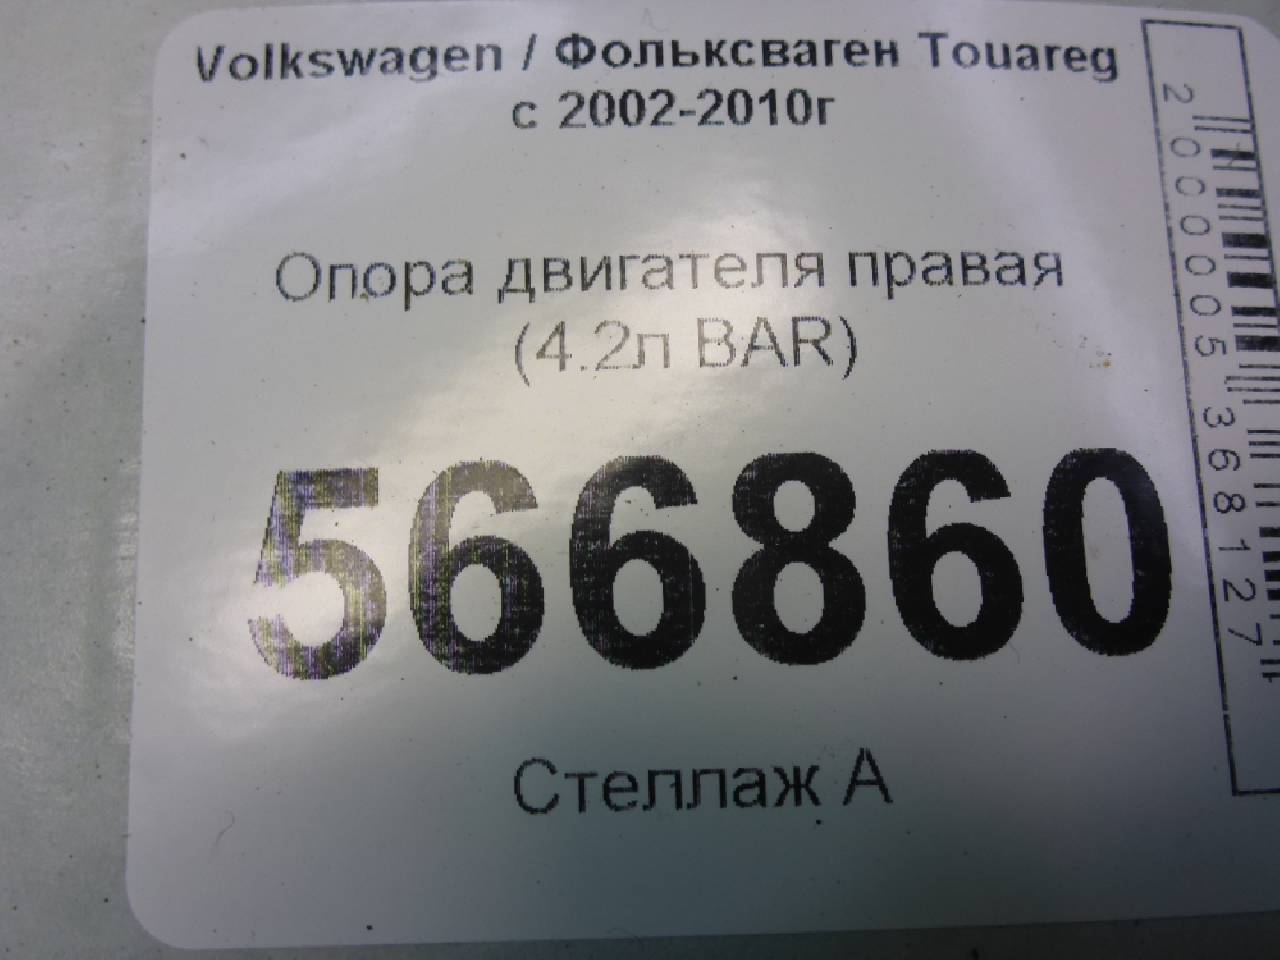 Volkswagen / Фольксваген Touareg
с 2002-2010г
Опора двигателя правая
(4.2л BAR)
566860
Стеллаж А
2000005368127